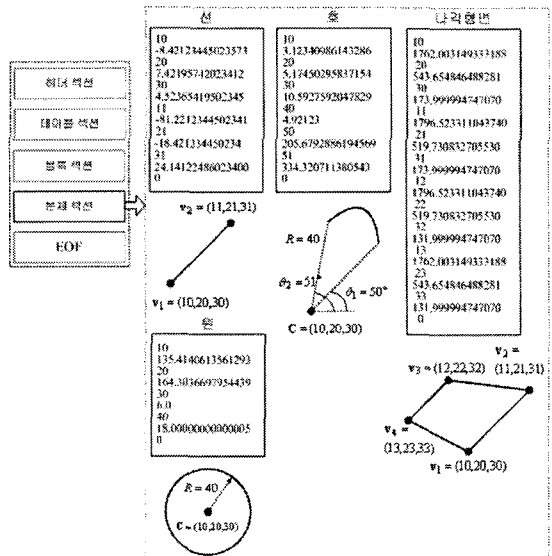 헤더 섹션
테이블 섹션
블록 섹션
본체 섹션
EOF
선
10
-8.42123445023573
20
7.42195742023412
30
4.52365419502345
11
-81.2212344502341
21
-18.421234450234
31
24.14122486023400
0
v₂ = (11,21,31)
v₁ = (10,20,30)
호
10
3.12340986143286
20
5.17450295837154
30
10.5927592047829
40
4.92123
50
205.6792886194569
51
334.320711380543
0
R = 40
θ₂ = 51
θ₁ = 50°
C = (10,20,30)
다각형면
10
1762.003149333188
20
543.654846488281
30
173.999994747070
11
1796.523311043740
21
519.730832705530
31
173.999994747070
12
1796.523311043740
22
519.730832705530
32
131.999994747070
13
1762.003149333188
23
543.654846488281
33
131.999994747070
0
v₂ =
(11,21,31)
v₃ = (12,22,32)
v₄ =
(13,23,33)
v₁ = (10,20,30)
원
10
135.4140613561293
20
164.3036697954439
30
6.0
40
18.00000000000005
0
R = 40
C = (10,20,30)